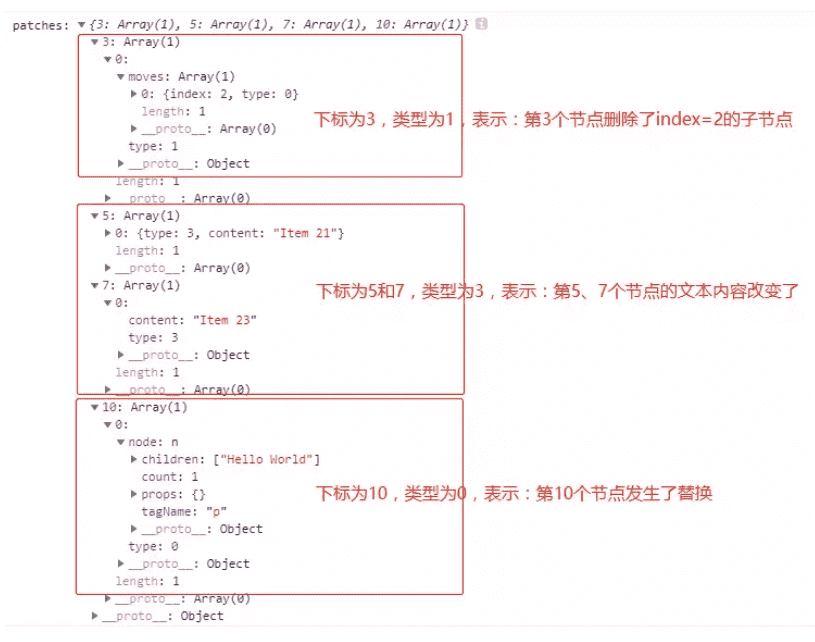 patches: ▼{3: Array(1), 5: Array(1), 7: Array(1), 10: Array(1)} i
▼3: Array(1)
▼0:
▼moves: Array(1)
▶0: {index: 2, type: 0}
length: 1
下标为3，类型为1，表示：第3个节点删除了index=2的子节点
▶__proto__: Array(0)
type: 1
▶__proto__: Object
length: 1
▶__proto__: Array(0)
▼5: Array(1)
▶0: {type: 3, content: "Item 21"}
length: 1
▶__proto__: Array(0)
▼7: Array(1)
下标为5和7，类型为3，表示：第5、7个节点的文本内容改变了
▼0:
content: "Item 23"
type: 3
▶__proto__: Object
length: 1
▶__proto__: Array(0)
▼10: Array(1)
▼0:
▼node: n
▶children: ["Hello World"]
count: 1
▶props: {}
下标为10，类型为0，表示：第10个节点发生了替换
tagName: "p"
▶__proto__: Object
type: 0
▶__proto__: Object
length: 1
▶__proto__: Array(0)
▶__proto__: Object